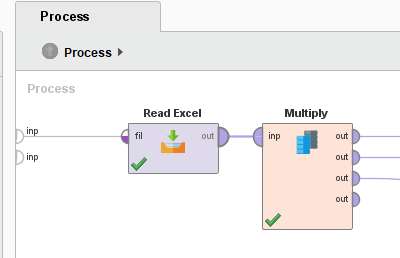 Process
Process
Process
Read Excel
Multiply
inp
fil
out
inp
out
inp
out
out
out